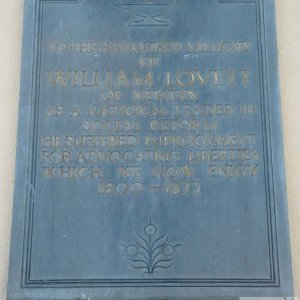 TO THE HONOURED MEMORY
OF
WILLIAM LOVETT
OF NEWLYN
AS A NATIONAL LEADER IN
SOCIAL REFORM
HE SUFFERED IMPRISONMENT
FOR ADVOCATING LIBERTIES
WHICH WE NOW ENJOY
1800–1877